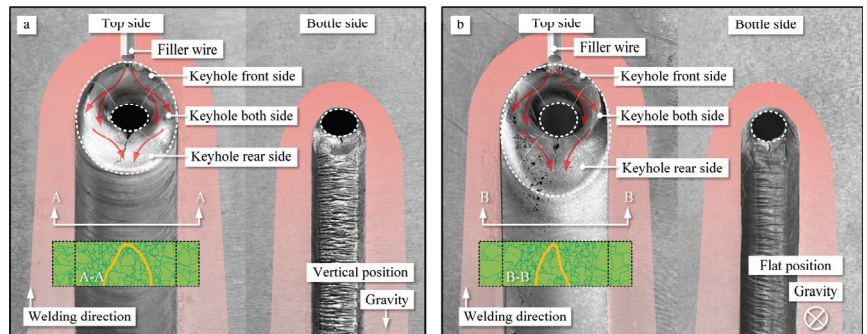 a
Top side
Bottle side
Filler wire
Keyhole front side
Keyhole both side
Keyhole rear side
A
A
A-A
Vertical position
Gravity
Welding direction
b
Top side
Bottle side
Filler wire
Keyhole front side
Keyhole both side
Keyhole rear side
B
B
B-B
Flat position
Gravity
Welding direction